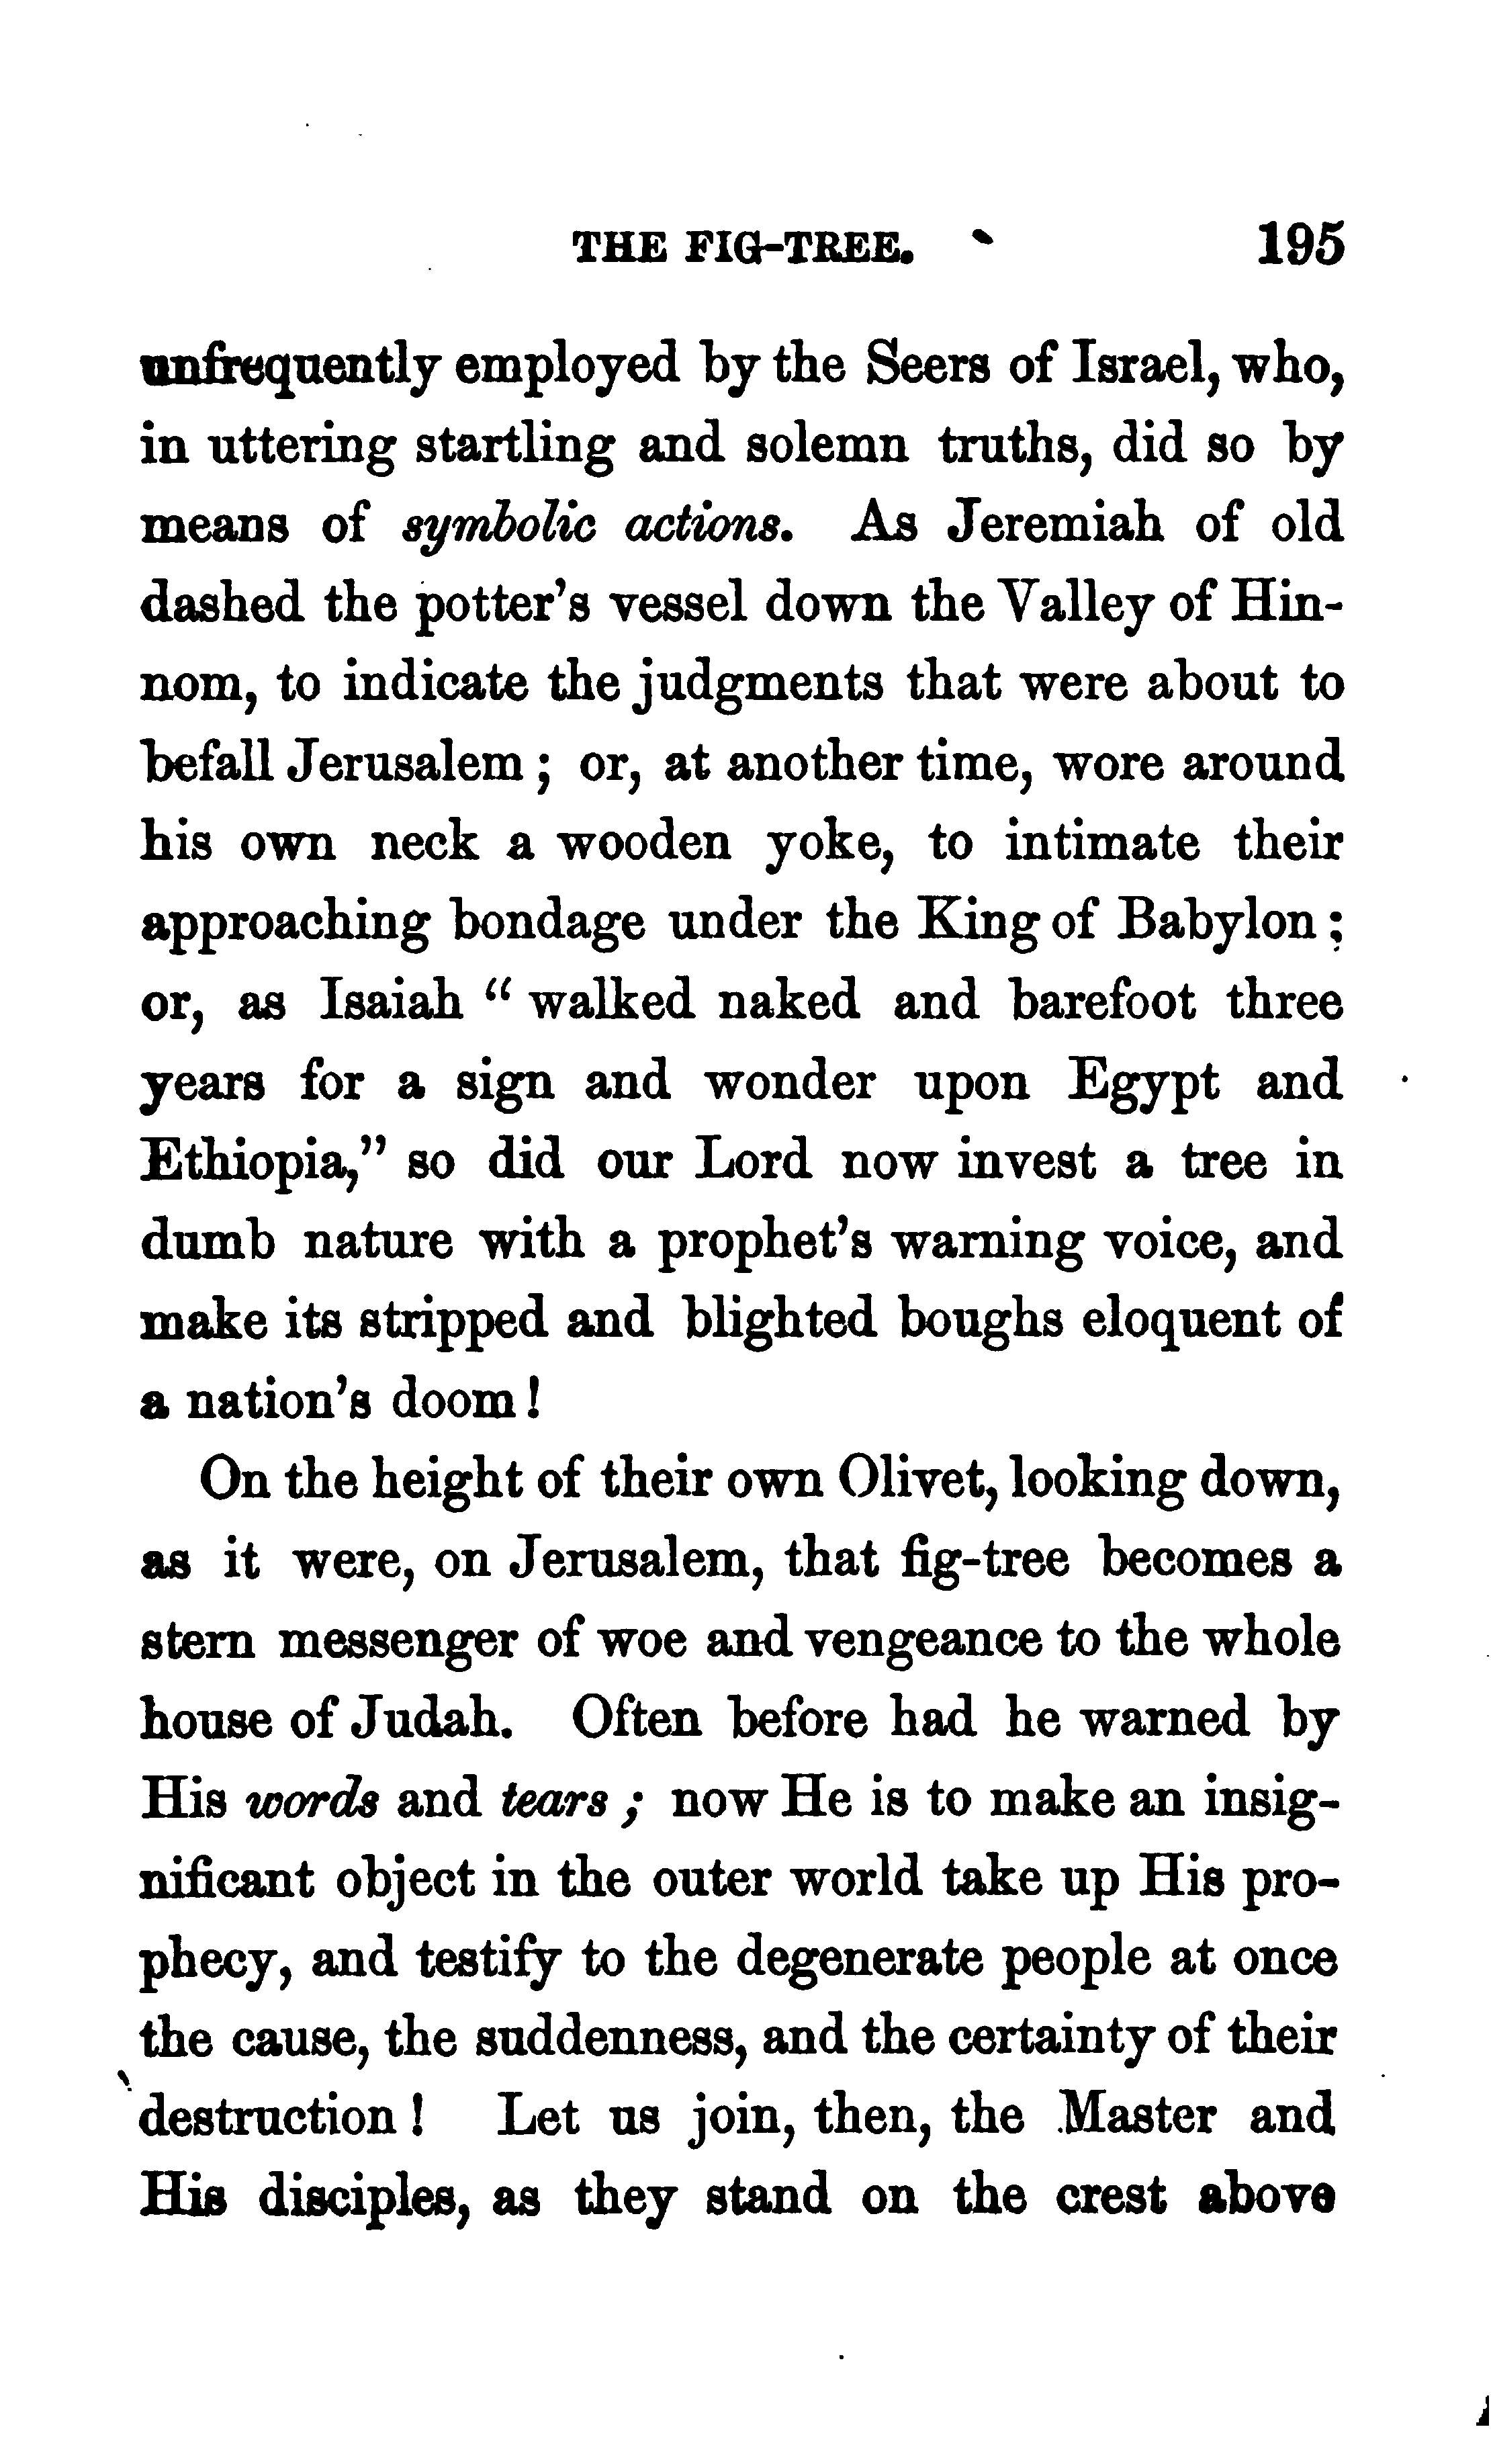 THE FIG-TREE. 195
unfrequently employed by the Seers of Israel, who,
in uttering startling and solemn truths, did so by
means of symbolic actions. As Jeremiah of old
dashed the potter's vessel down the Valley of Hin-
nom, to indicate the judgments that were about to
befall Jerusalem ; or, at another time, wore around
his own neck a wooden yoke, to intimate their
approaching bondage under the King of Babylon ;
or, as Isaiah “ walked naked and barefoot three
years for a sign and wonder upon Egypt and
Ethiopia,” so did our Lord now invest a tree in
dumb nature with a prophet's warning voice, and
make its stripped and blighted boughs eloquent of
a nation's doom !
On the height of their own Olivet, looking down,
as it were, on Jerusalem, that fig-tree becomes a
stern messenger of woe and vengeance to the whole
house of Judah. Often before had he warned by
His words and tears ; now He is to make an insig-
nificant object in the outer world take up His pro-
phecy, and testify to the degenerate people at once
the cause, the suddenness, and the certainty of their
destruction ! Let us join, then, the Master and
His disciples, as they stand on the crest above